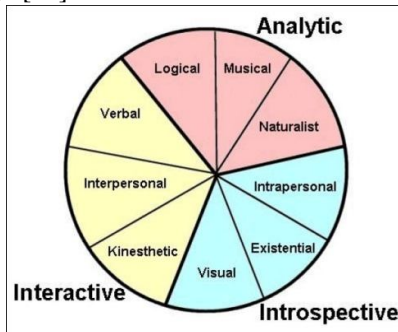 Analytic
Logical
Musical
Verbal
Naturalist
Interpersonal
Intrapersonal
Kinesthetic
Existential
Visual
Interactive
Introspective